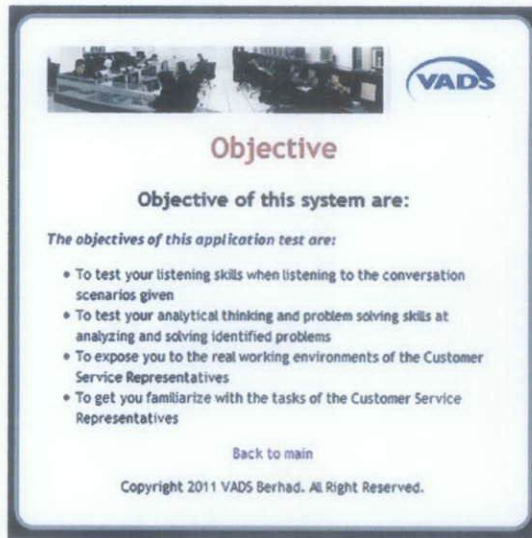 VADS
Objective
Objective of this system are:
The objectives of this application test are:
• To test your listening skills when listening to the conversation
scenarios given
• To test your analytical thinking and problem solving skills at
analyzing and solving identified problems
• To expose you to the real working environments of the Customer
Service Representatives
• To get you familiarize with the tasks of the Customer Service
Representatives
Back to main
Copyright 2011 VADS Berhad. All Right Reserved.